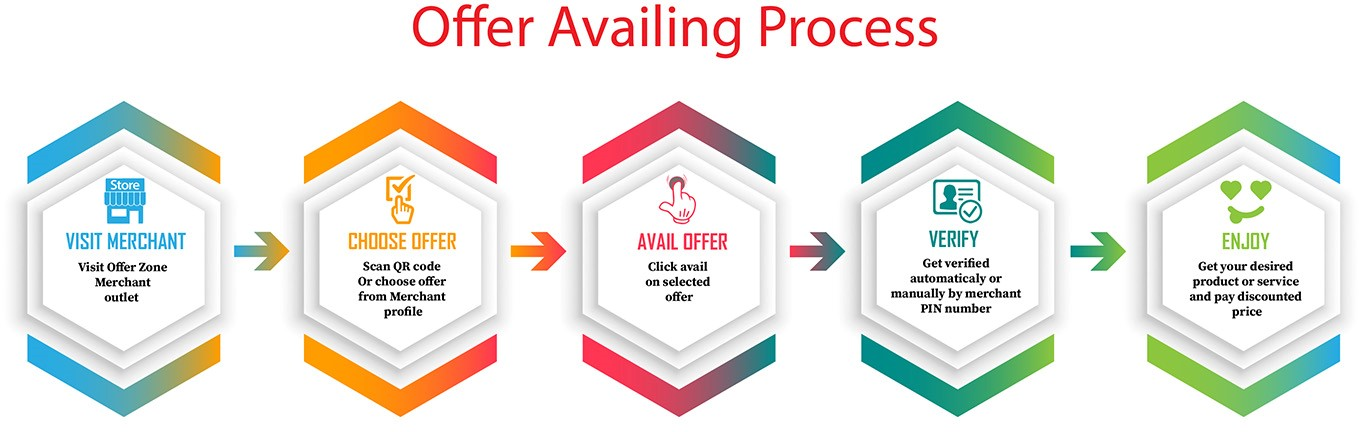 Offer Availing Process
Store
VISIT MERCHANT
Visit Offer Zone
Merchant
outlet
CHOOSE OFFER
Scan QR code
Or choose offer
from Merchant
profile
AVAIL OFFER
Click avail
on selected
offer
VERIFY
Get verified
automaticaly or
manually by merchant
PIN number
ENJOY
Get your desired
product or service
and pay discounted
price